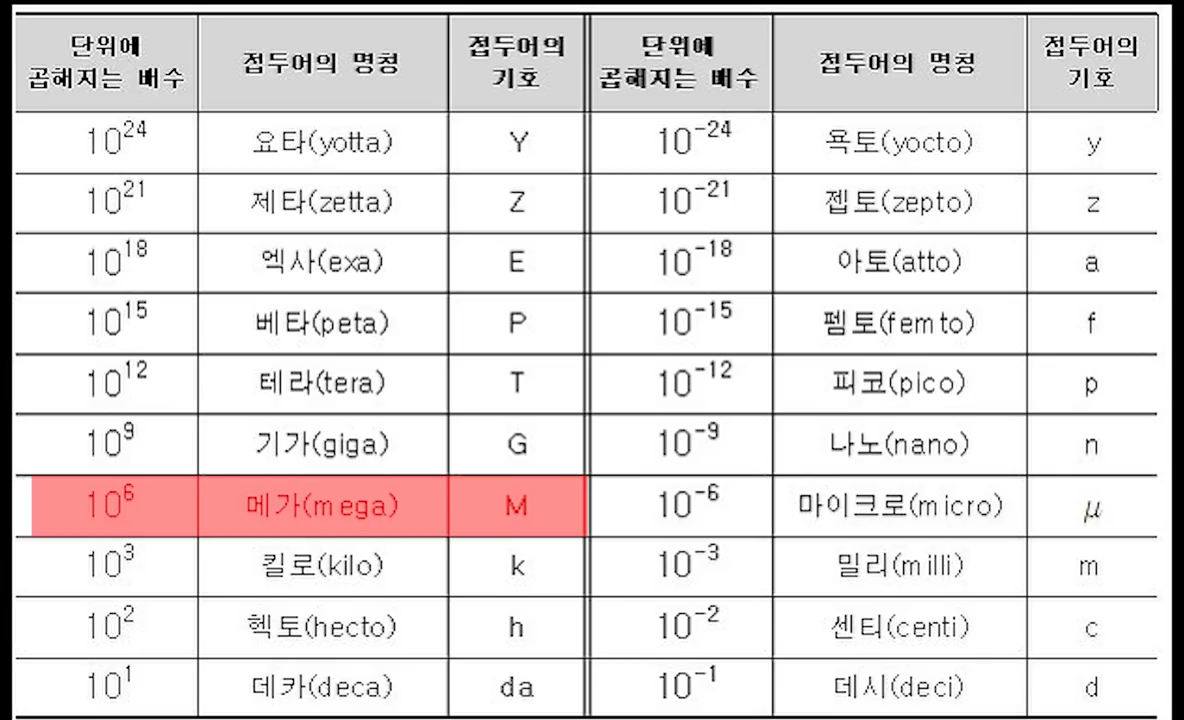 단위에 곱해지는 배수 접두어의 명칭 접두어의 기호 단위에 곱해지는 배수 접두어의 명칭 접두어의 기호
10²⁴ 요타(yotta) Y 10⁻²⁴ 욕토(yocto) y
10²¹ 제타(zetta) Z 10⁻²¹ 젭토(zepto) z
10¹⁸ 엑사(exa) E 10⁻¹⁸ 아토(atto) a
10¹⁵ 베타(peta) P 10⁻¹⁵ 펨토(femto) f
10¹² 테라(tera) T 10⁻¹² 피코(pico) p
10⁹ 기가(giga) G 10⁻⁹ 나노(nano) n
10⁶ 메가(mega) M 10⁻⁶ 마이크로(micro) μ
10³ 킬로(kilo) k 10⁻³ 밀리(milli) m
10² 헥토(hecto) h 10⁻² 센티(centi) c
10¹ 데카(deca) da 10⁻¹ 데시(deci) d